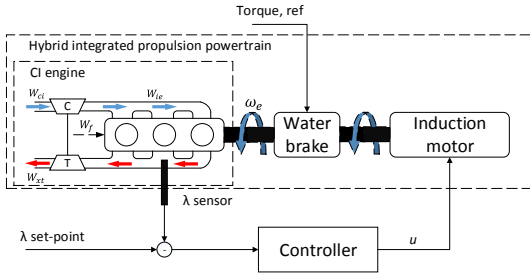 Torque, ref
Hybrid integrated propulsion powertrain
CI engine
W_ci
W_ie
C
ω_e
W_f
Water
brake
Induction
motor
T
W_xt
λ sensor
λ set-point
-
Controller
u